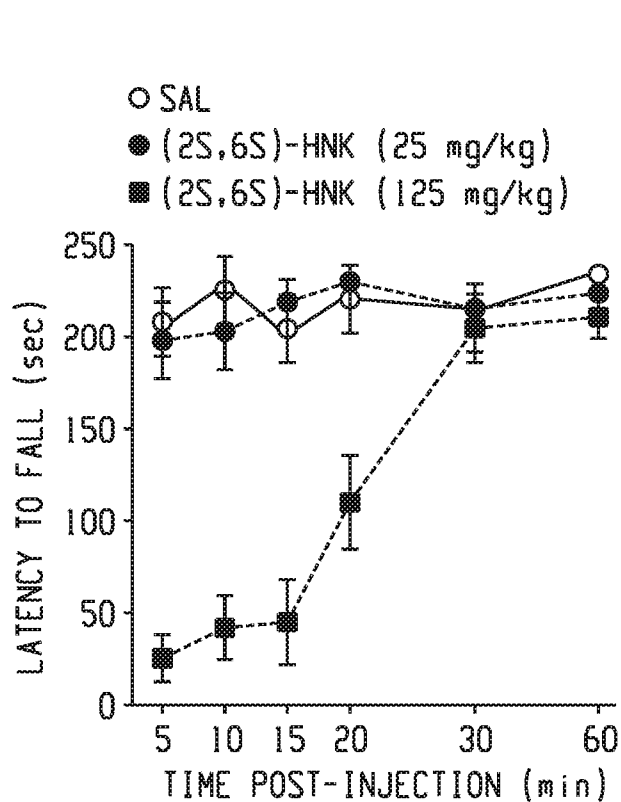 SAL
(2S,6S)-HNK (25 mg/kg)
(2S,6S)-HNK (125 mg/kg)
LATENCY TO FALL (sec)
250
200
150
100
50
0
5 10 15 20 30 60
TIME POST-INJECTION (min)